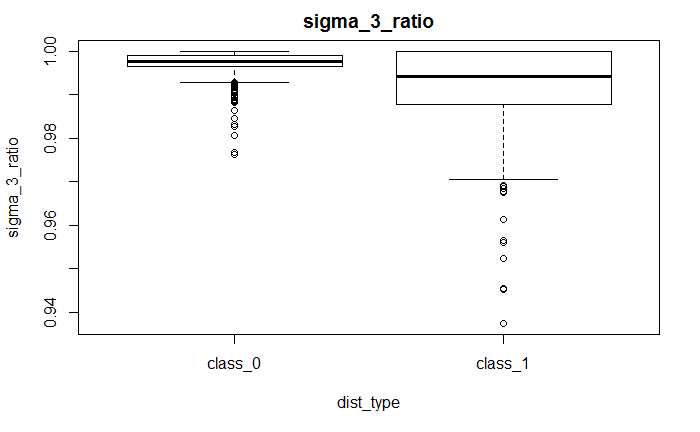 sigma_3_ratio
sigma_3_ratio
1.00
0.98
0.96
0.94
class_0
class_1
dist_type